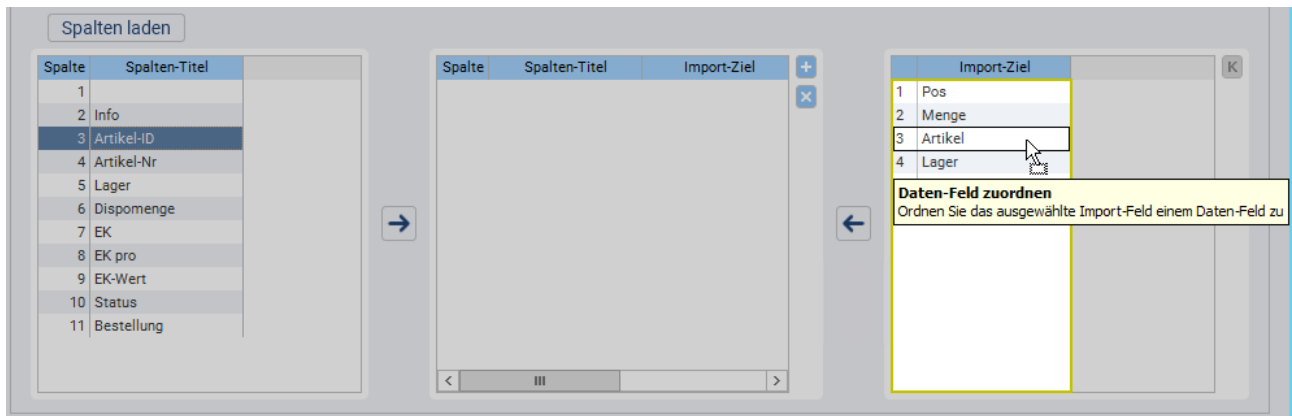 Spalten laden
Spalte Spalten-Titel
1
2 Info
3 Artikel-ID
4 Artikel-Nr
5 Lager
6 Dispomenge
7 EK
8 EK pro
9 EK-Wert
10 Status
11 Bestellung
Spalte Spalten-Titel Import-Ziel
Import-Ziel
K
1 Pos
2 Menge
3 Artikel
4 Lager
Daten-Feld zuordnen
Ordnen Sie das ausgewählte Import-Feld einem Daten-Feld zu